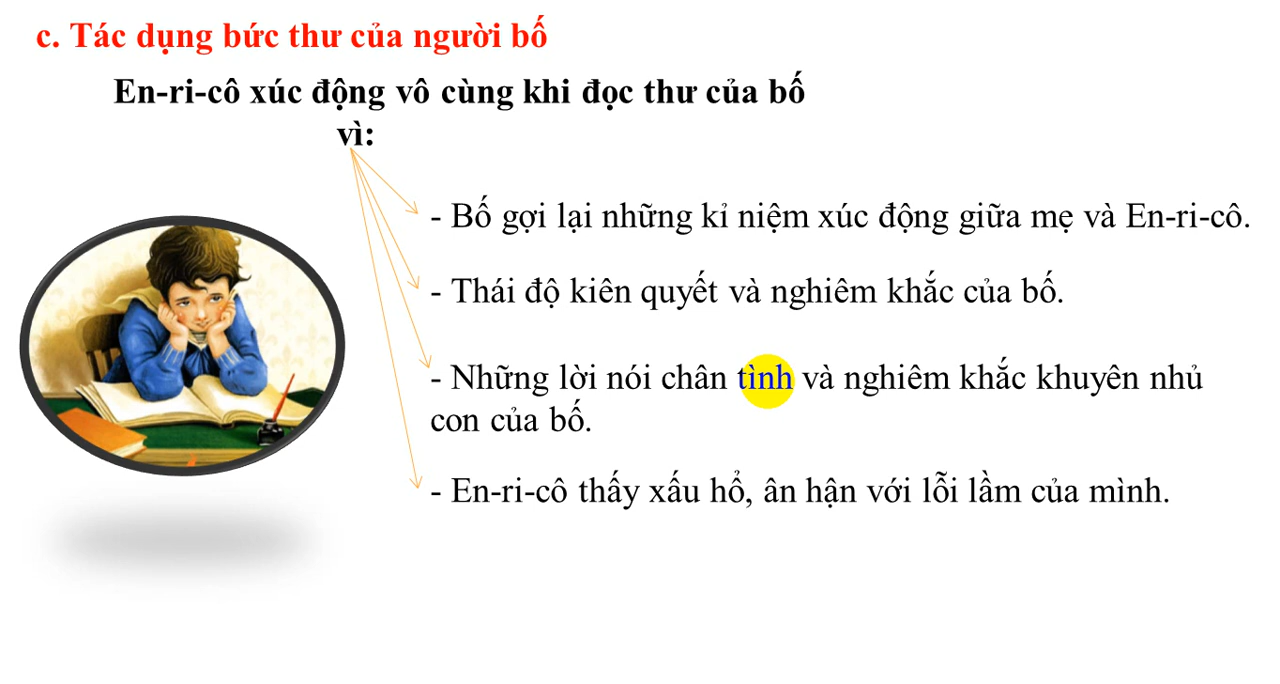 c. Tác dụng bức thư của người bố
En-ri-cô xúc động vô cùng khi đọc thư của bố
vì:
- Bố gợi lại những kỉ niệm xúc động giữa mẹ và En-ri-cô.
- Thái độ kiên quyết và nghiêm khắc của bố.
- Những lời nói chân tình và nghiêm khắc khuyên nhủ
con của bố.
- En-ri-cô thấy xấu hổ, ân hận với lỗi lầm của mình.